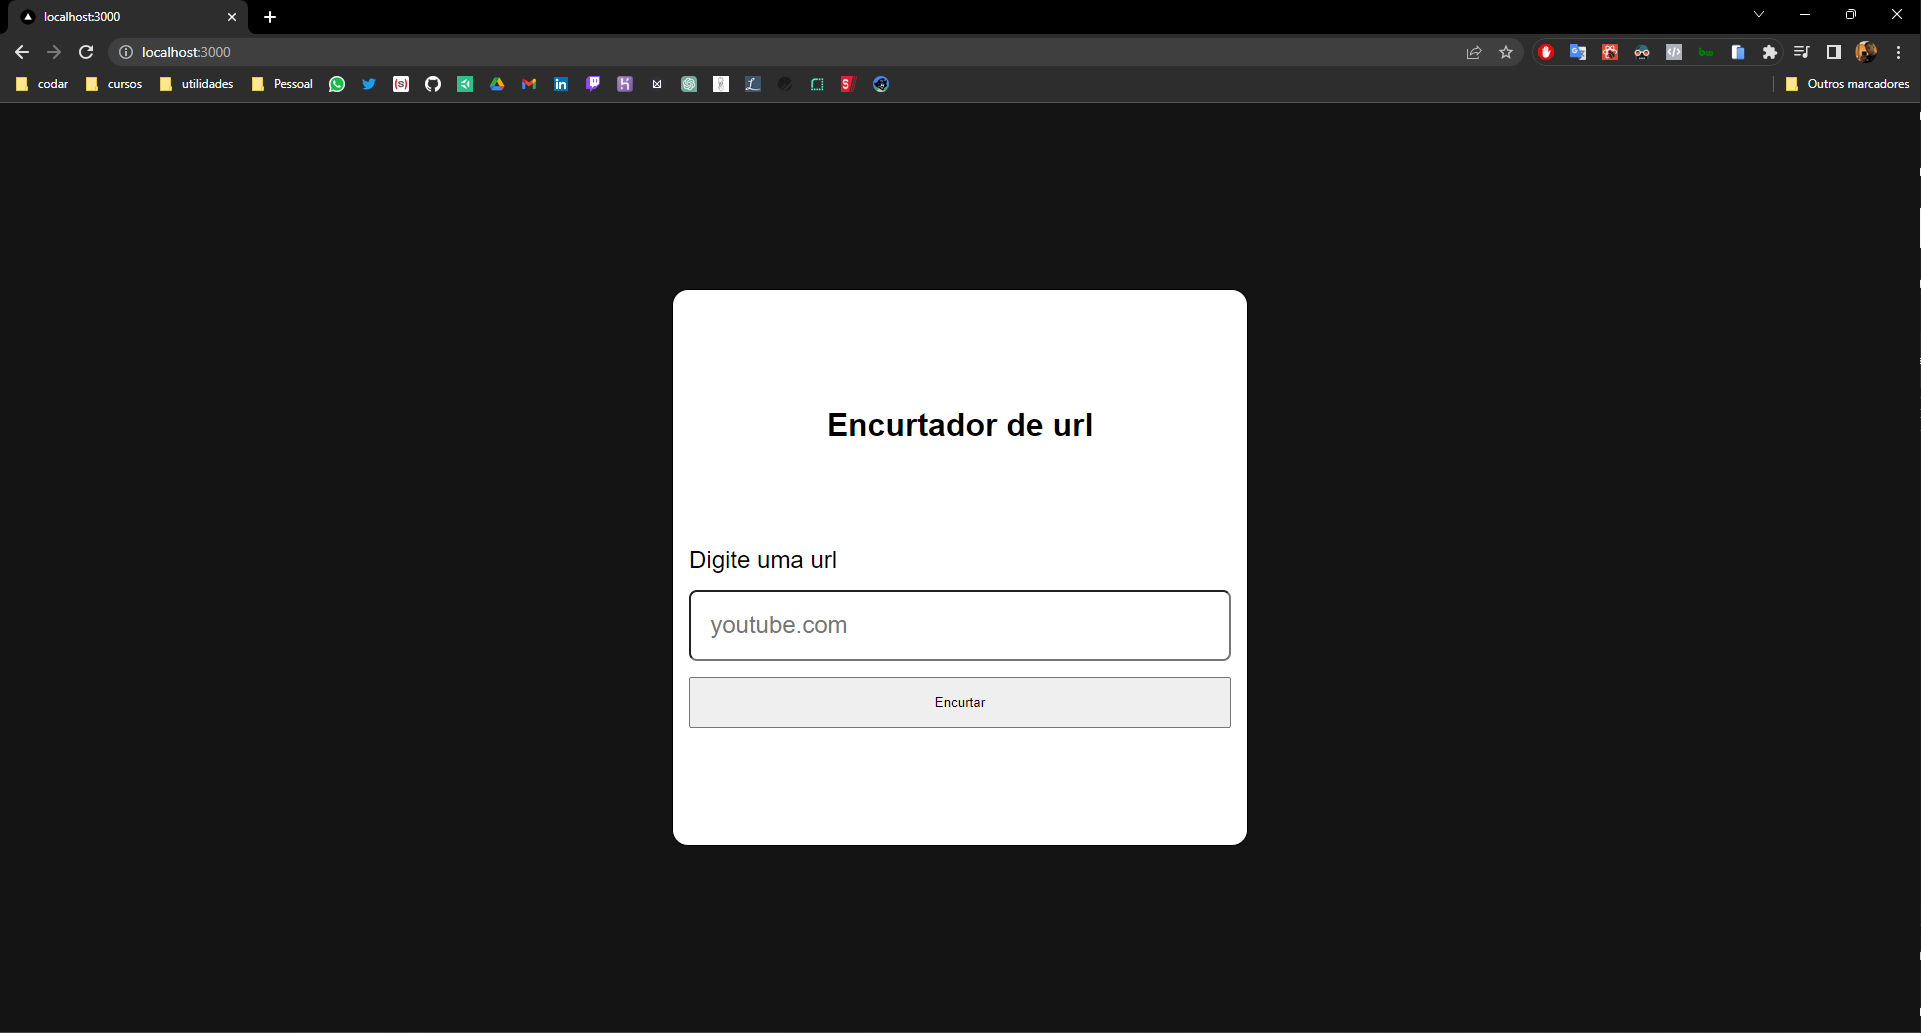 localhost:3000
localhost:3000
codar cursos utilidades Pessoal Outros marcadores
Encurtador de url
Digite uma url
youtube.com
Encurtar